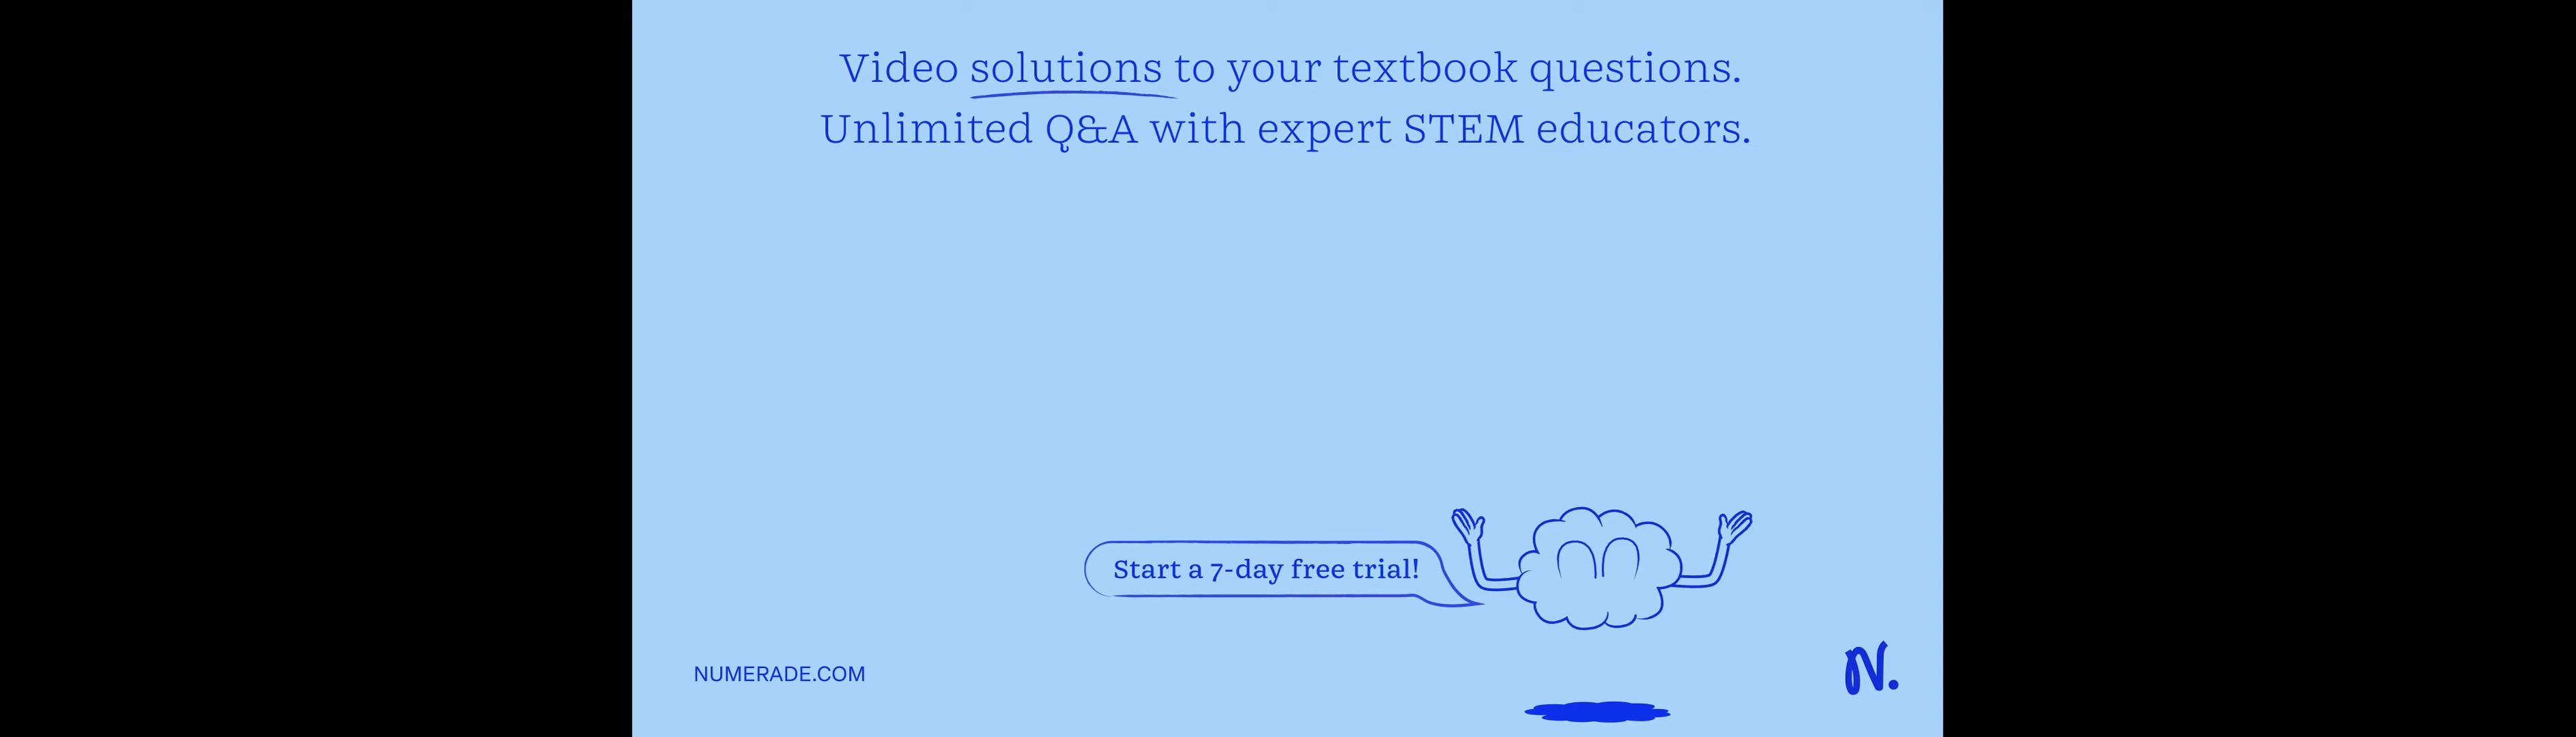 Video solutions to your textbook questions.
Unlimited Q&A with expert STEM educators.
Start a 7-day free trial!
NUMERADE.COM
N.